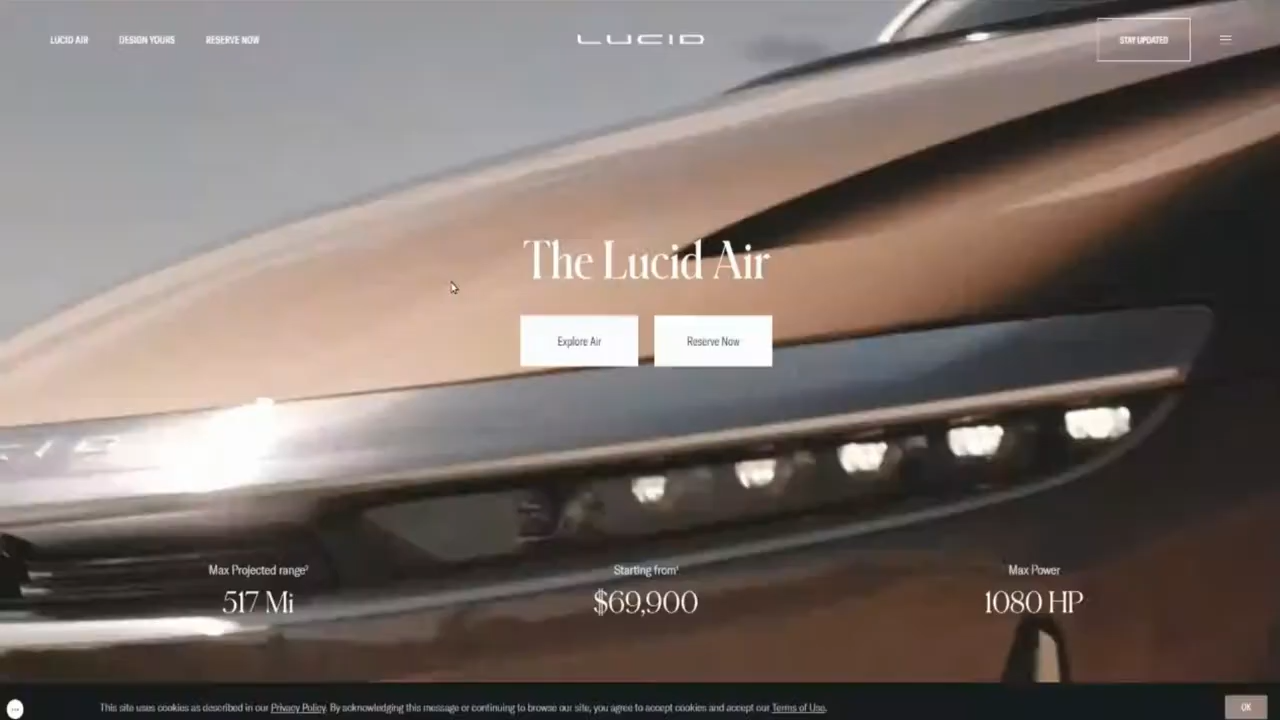 LUCID AIR DESIGN YOURS RESERVE NOW LUCID STAY UPDATED
The Lucid Air
Explore Air Reserve Now
Max Projected range² Starting from¹ Max Power
517 Mi $69,900 1080 HP
This site uses cookies as described in our Privacy Policy. By acknowledging this message or continuing to browse our site, you agree to accept cookies and accept our Terms of Use. OK